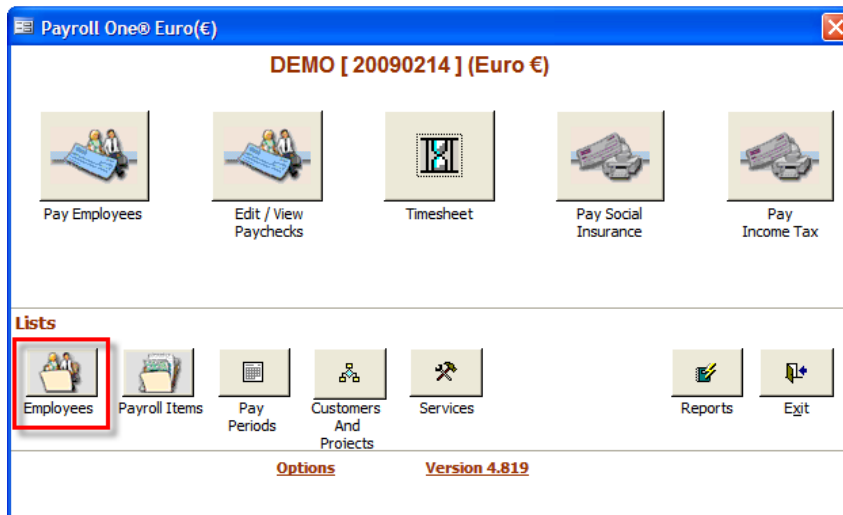 Payroll One® Euro(€)
DEMO [ 20090214 ] (Euro €)
Pay Employees
Edit / View
Paychecks
Timesheet
Pay Social
Insurance
Pay
Income Tax
Lists
Employees
Payroll Items
Pay
Periods
Customers
And
Projects
Services
Reports
Exit
Options
Version 4.819